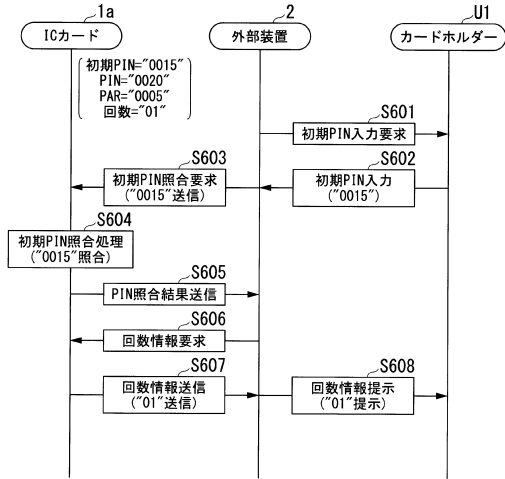 1a
2
U1
ICカード
外部装置
カードホルダー
初期PIN="0015"
PIN="0020"
PAR="0005"
回数="01"
S601
初期PIN入力要求
S603
S602
初期PIN照合要求
("0015"送信)
初期PIN入力
("0015")
S604
初期PIN照合処理
("0015"照合)
S605
PIN照合結果送信
S606
回数情報要求
S607
S608
回数情報送信
("01"送信)
回数情報提示
("01"提示)